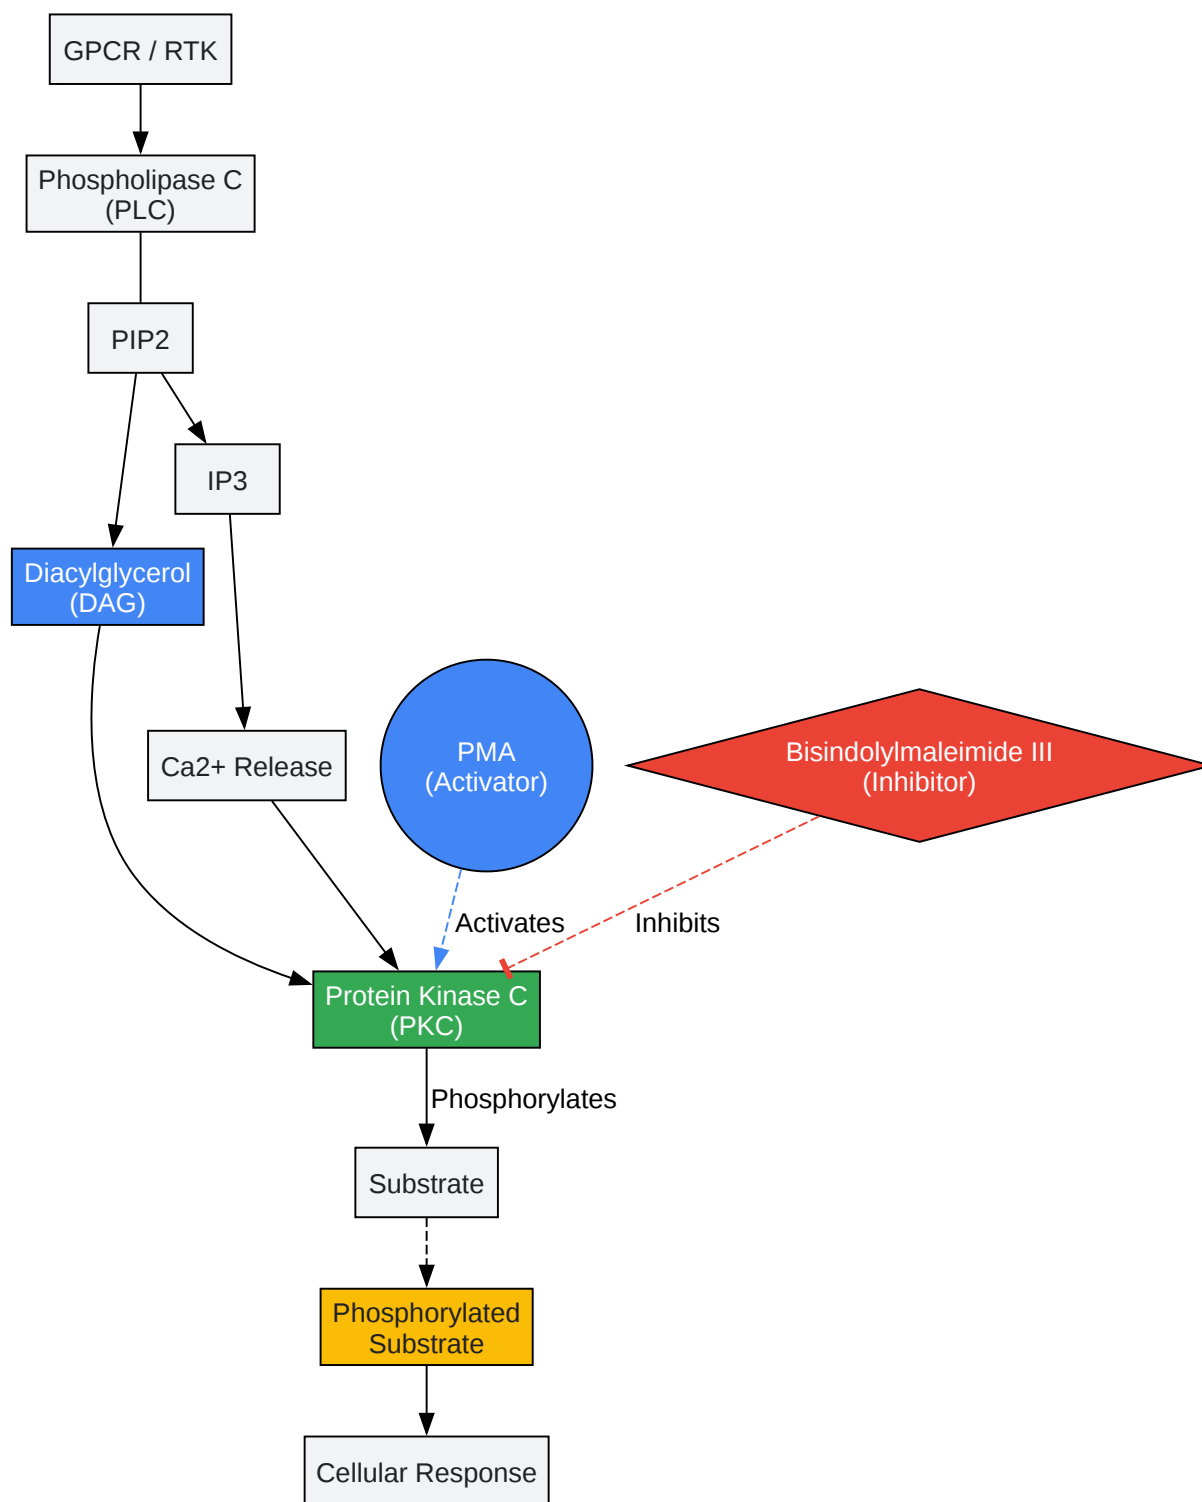 GPCR / RTK
Phospholipase C
(PLC)
PIP2
IP3
Diacylglycerol
(DAG)
Ca2+ Release
PMA
(Activator)
Bisindolylmaleimide III
(Inhibitor)
Activates
Inhibits
Protein Kinase C
(PKC)
Phosphorylates
Substrate
Phosphorylated
Substrate
Cellular Response